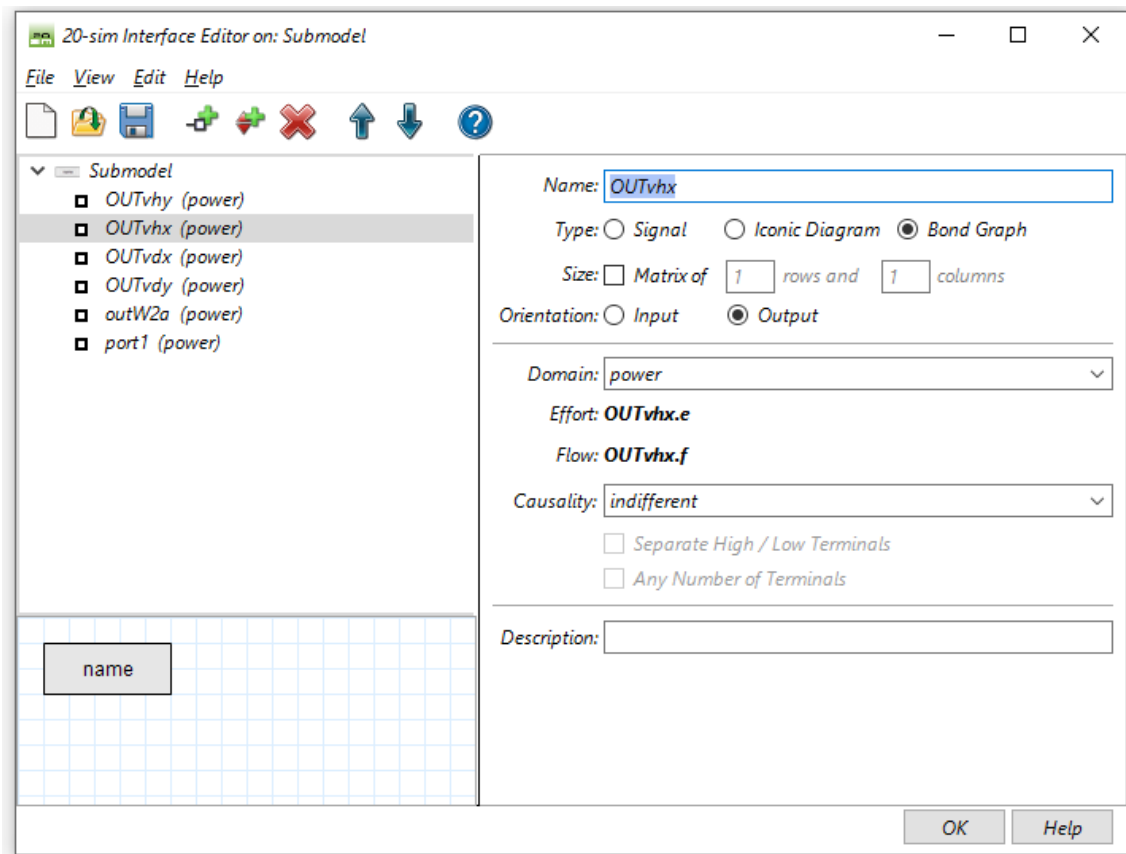 20-sim Interface Editor on: Submodel
File View Edit Help
Submodel
OUTvhy (power)
OUTvhx (power)
OUTvdx (power)
OUTvdy (power)
outW2a (power)
port1 (power)
name
Name: OUTvhx
Type: Signal Iconic Diagram Bond Graph
Size: Matrix of 1 rows and 1 columns
Orientation: Input Output
Domain: power
Effort: OUTvhx.e
Flow: OUTvhx.f
Causality: indifferent
Separate High / Low Terminals
Any Number of Terminals
Description:
OK Help